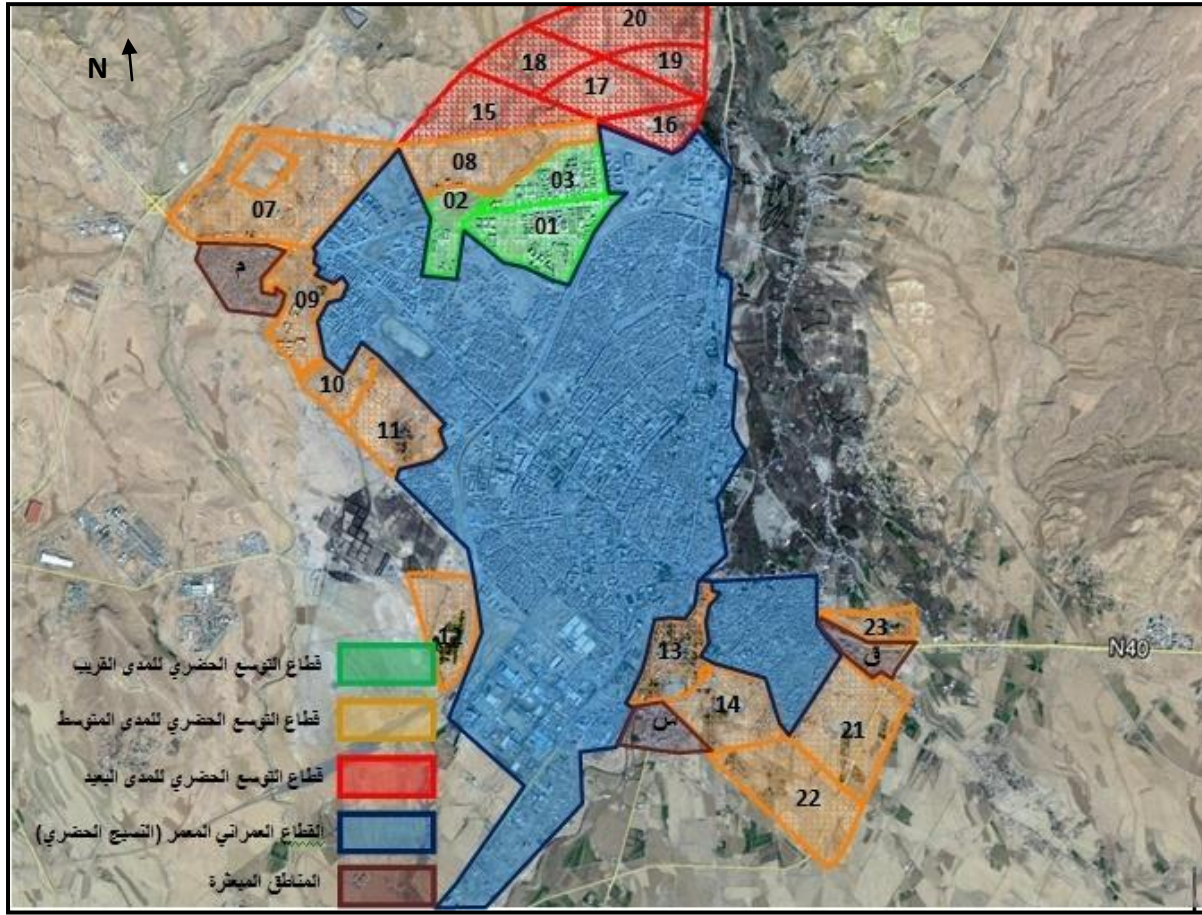 20
18
19
17
15
16
08
03
02
07
01
N
م
09
10
11
12
23
ق
13
N40
14
س
21
22
قطاع التوسع الحضري للمدى القريب
قطاع التوسع الحضري للمدى المتوسط
قطاع التوسع الحضري للمدى البعيد
القطاع العمراني المعمر (النسيج الحضري)
المناطق المبعثرة